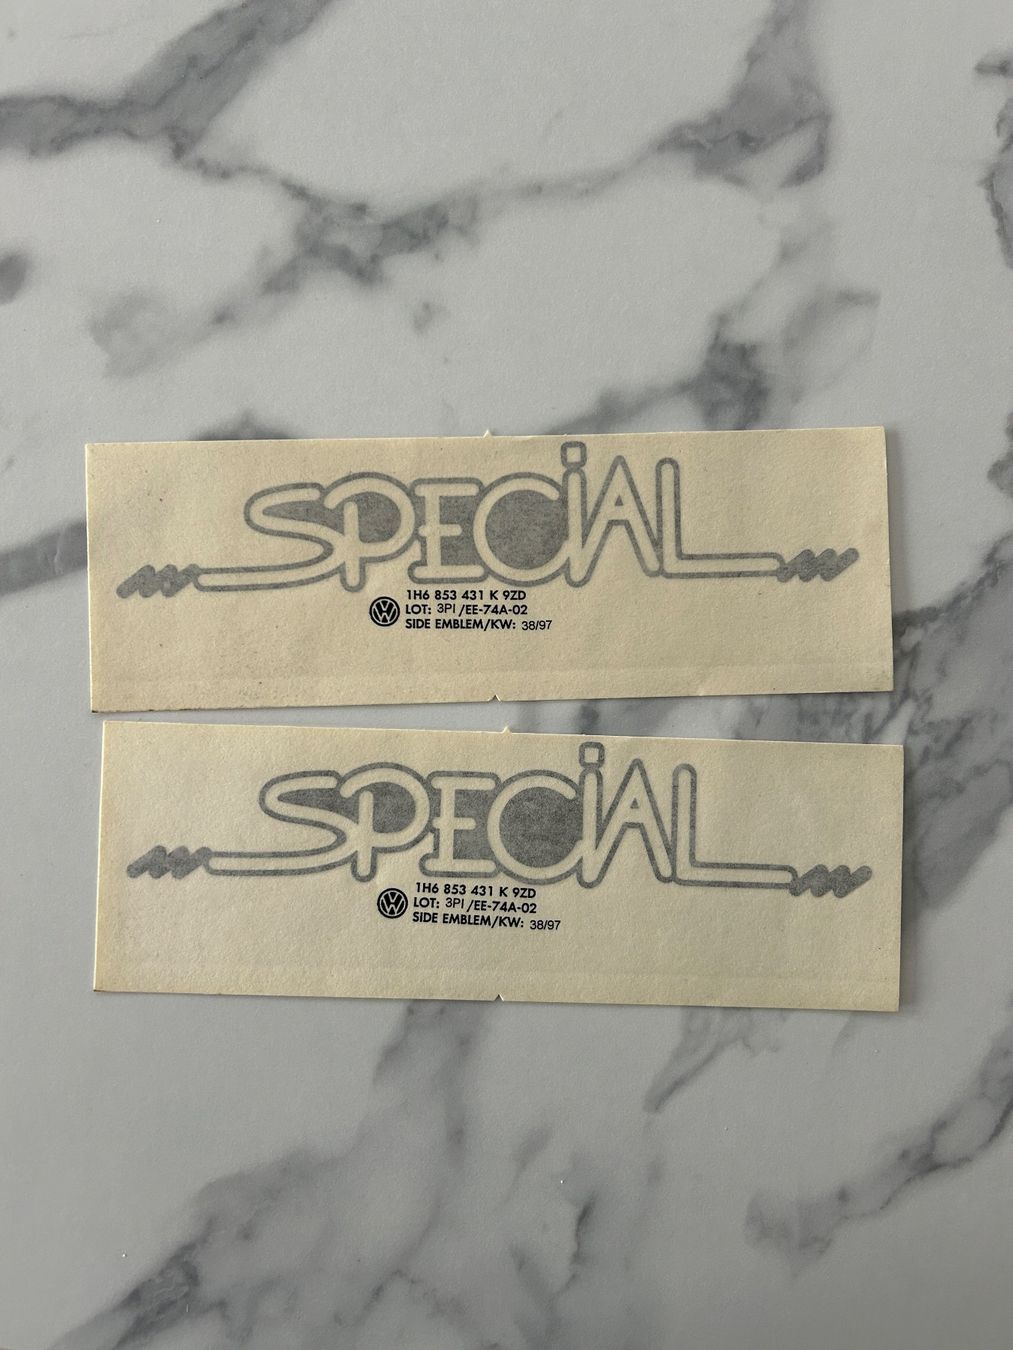 SPECiAL
1H6 853 431 K 9ZD
LOT: 3PI /EE-74A-02
SIDE EMBLEM/KW: 38/97
SPECiAL
1H6 853 431 K 9ZD
LOT: 3PI /EE-74A-02
SIDE EMBLEM/KW: 38/97